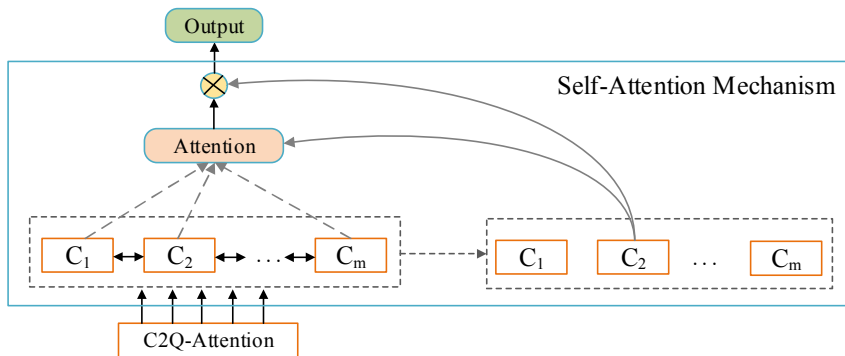 Output
Self-Attention Mechanism
Attention
C1 C2 ... Cm
C1 C2 ... Cm
C2Q-Attention